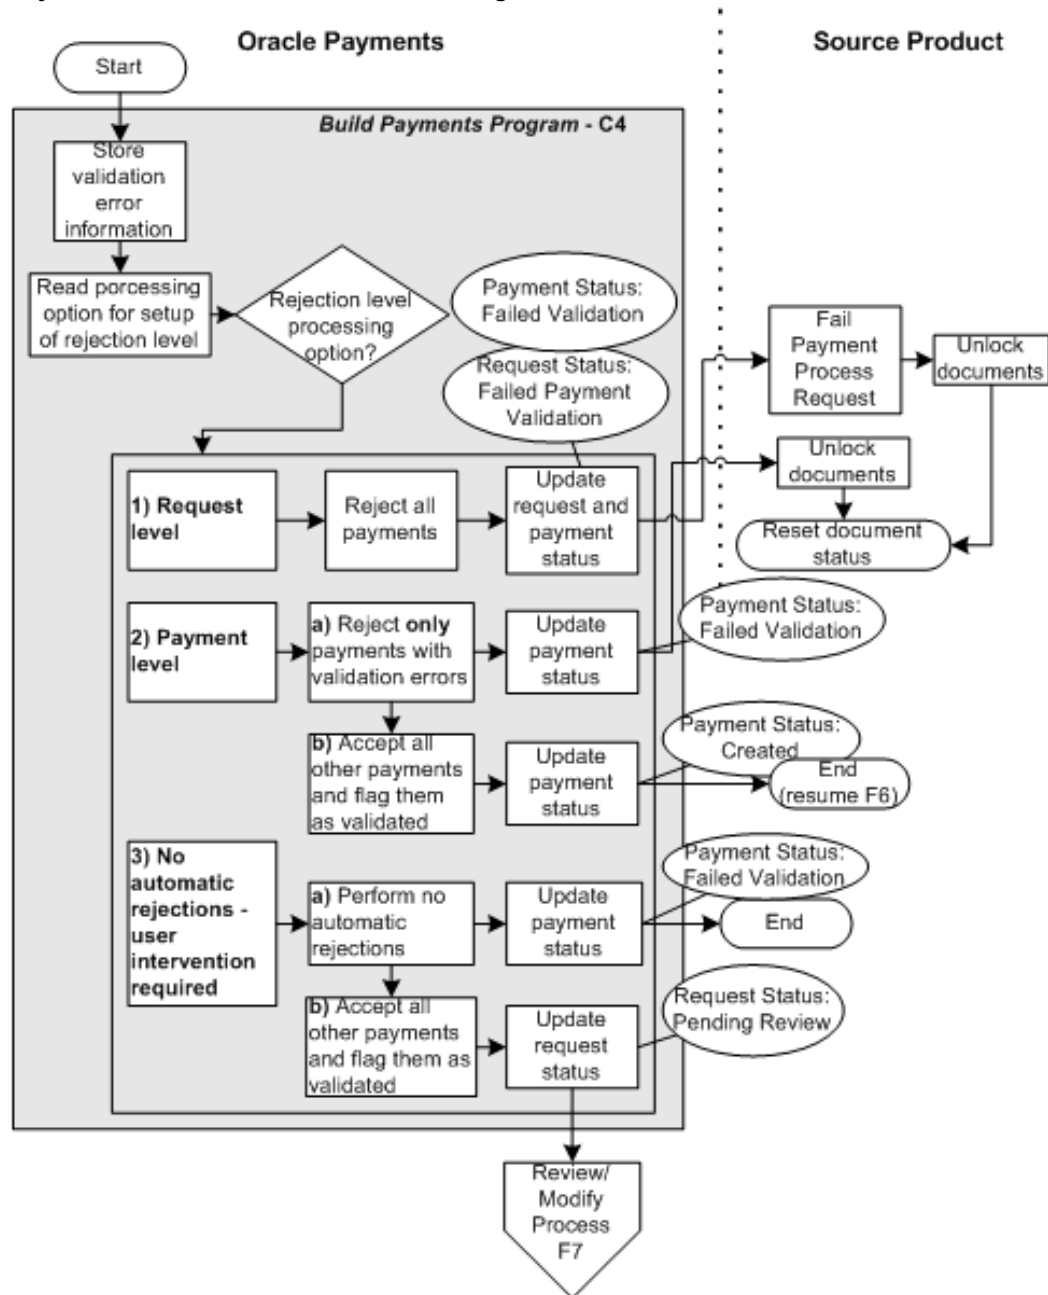 Oracle Payments
Source Product
Start
Build Payments Program - C4
Store
validation
error
information
Read porcessing
option for setup
of rejection level
Rejection level
processing
option?
Payment Status:
Failed Validation
Request Status:
Failed Payment
Validation
Fail
Payment
Process
Request
Unlock
documents
Unlock
documents
Reset document
status
1) Request
level
Reject all
payments
Update
request and
payment
status
2) Payment
level
a) Reject only
payments with
validation errors
Update
payment
status
Payment Status:
Failed Validation
b) Accept all
other payments
and flag them
as validated
Update
payment
status
Payment Status:
Created
End
(resume F6)
3) No
automatic
rejections -
user
intervention
required
a) Perform no
automatic
rejections
Update
payment
status
Payment Status:
Failed Validation
End
b) Accept all
other payments
and flag them as
validated
Update
request
status
Request Status:
Pending Review
Review/
Modify
Process
F7